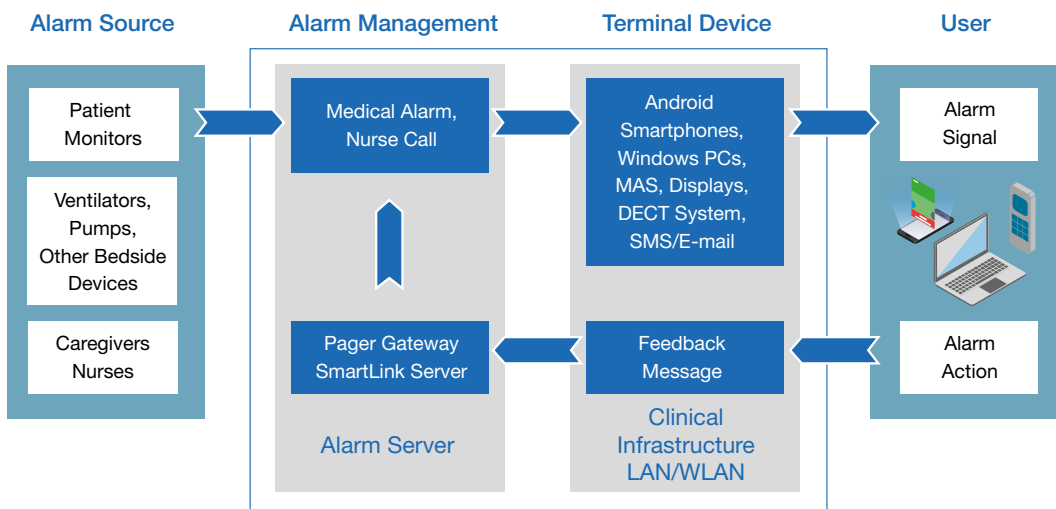 Alarm Source
Alarm Management
Terminal Device
User
Patient
Monitors
Ventilators,
Pumps,
Other Bedside
Devices
Caregivers
Nurses
Medical Alarm,
Nurse Call
Pager Gateway
SmartLink Server
Alarm Server
Android
Smartphones,
Windows PCs,
MAS, Displays,
DECT System,
SMS/E-mail
Feedback
Message
Clinical
Infrastructure
LAN/WLAN
Alarm
Signal
Alarm
Action